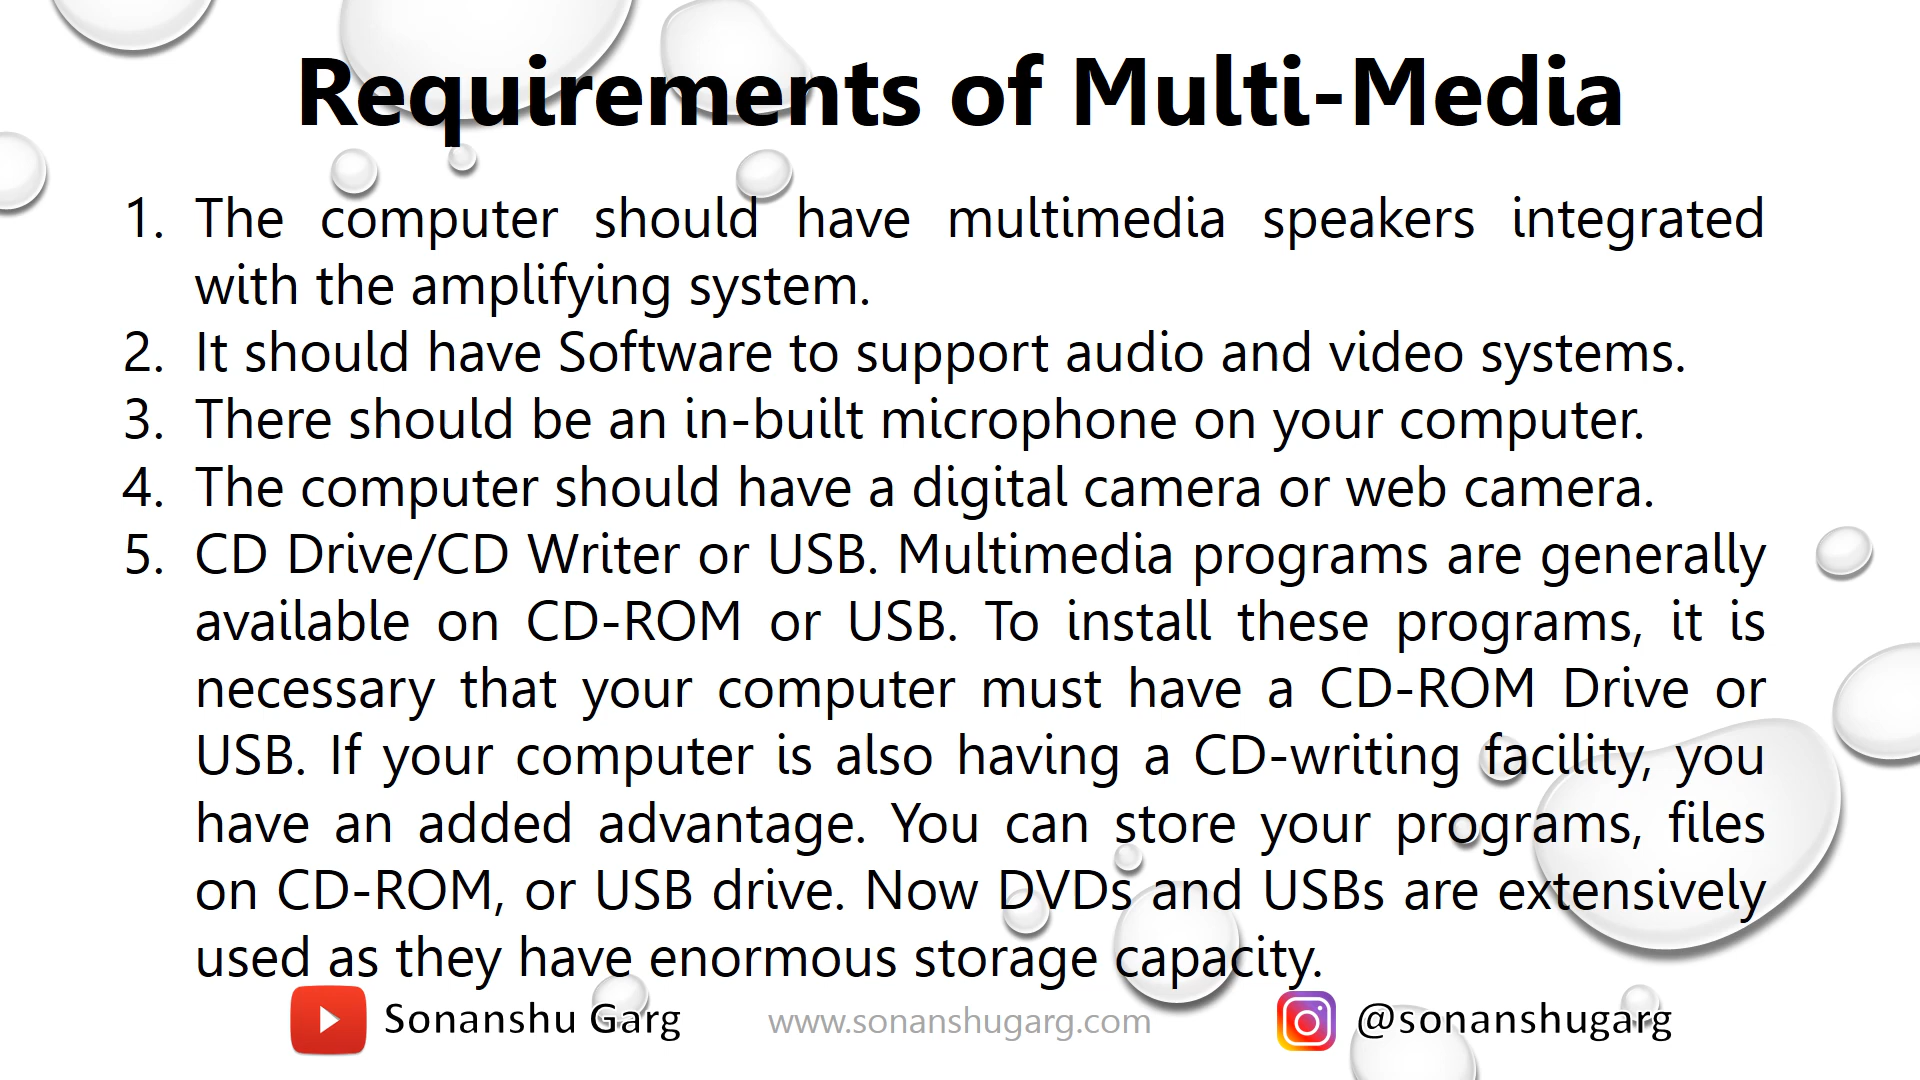 Requirements of Multi-Media
1. The computer should have multimedia speakers integrated
with the amplifying system.
2. It should have Software to support audio and video systems.
3. There should be an in-built microphone on your computer.
4. The computer should have a digital camera or web camera.
5. CD Drive/CD Writer or USB. Multimedia programs are generally
available on CD-ROM or USB. To install these programs, it is
necessary that your computer must have a CD-ROM Drive or
USB. If your computer is also having a CD-writing facility, you
have an added advantage. You can store your programs, files
on CD-ROM, or USB drive. Now DVDs and USBs are extensively
used as they have enormous storage capacity.
Sonanshu Garg www.sonanshugarg.com @sonanshugarg